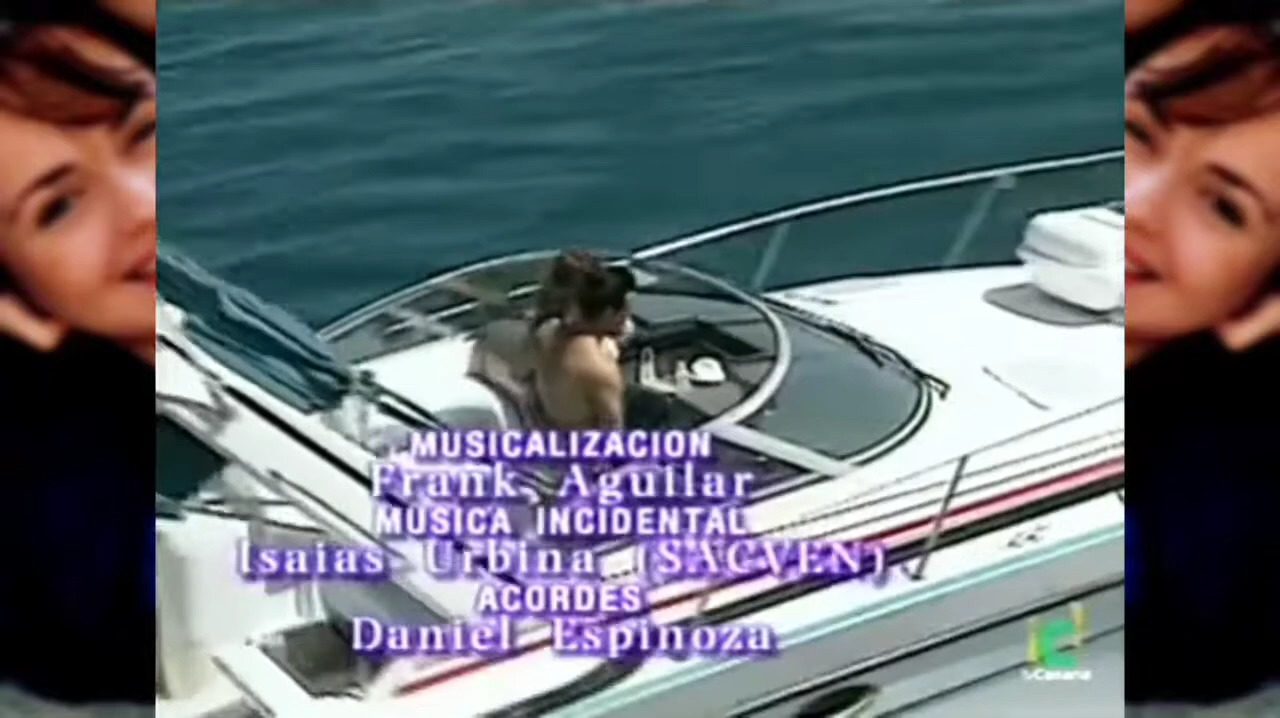 MUSICALIZACION
Frank Aguilar
MUSICA INCIDENTAL
Isaias Urbina (SACVEN)
ACORDES
Daniel Espinoza